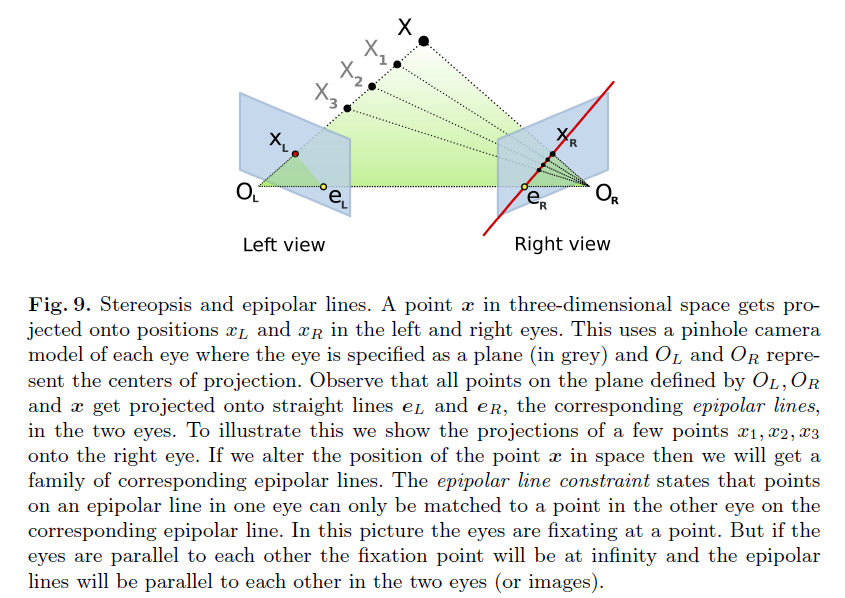 X
X1
X2
X3
XL
XR
OL
eL
eR
OR
Left view
Right view
Fig. 9. Stereopsis and epipolar lines. A point x in three-dimensional space gets pro-
jected onto positions xL and xR in the left and right eyes. This uses a pinhole camera
model of each eye where the eye is specified as a plane (in grey) and OL and OR repre-
sent the centers of projection. Observe that all points on the plane defined by OL, OR
and x get projected onto straight lines eL and eR, the corresponding epipolar lines,
in the two eyes. To illustrate this we show the projections of a few points x1, x2, x3
onto the right eye. If we alter the position of the point x in space then we will get a
family of corresponding epipolar lines. The epipolar line constraint states that points
on an epipolar line in one eye can only be matched to a point in the other eye on the
corresponding epipolar line. In this picture the eyes are fixating at a point. But if the
eyes are parallel to each other the fixation point will be at infinity and the epipolar
lines will be parallel to each other in the two eyes (or images).